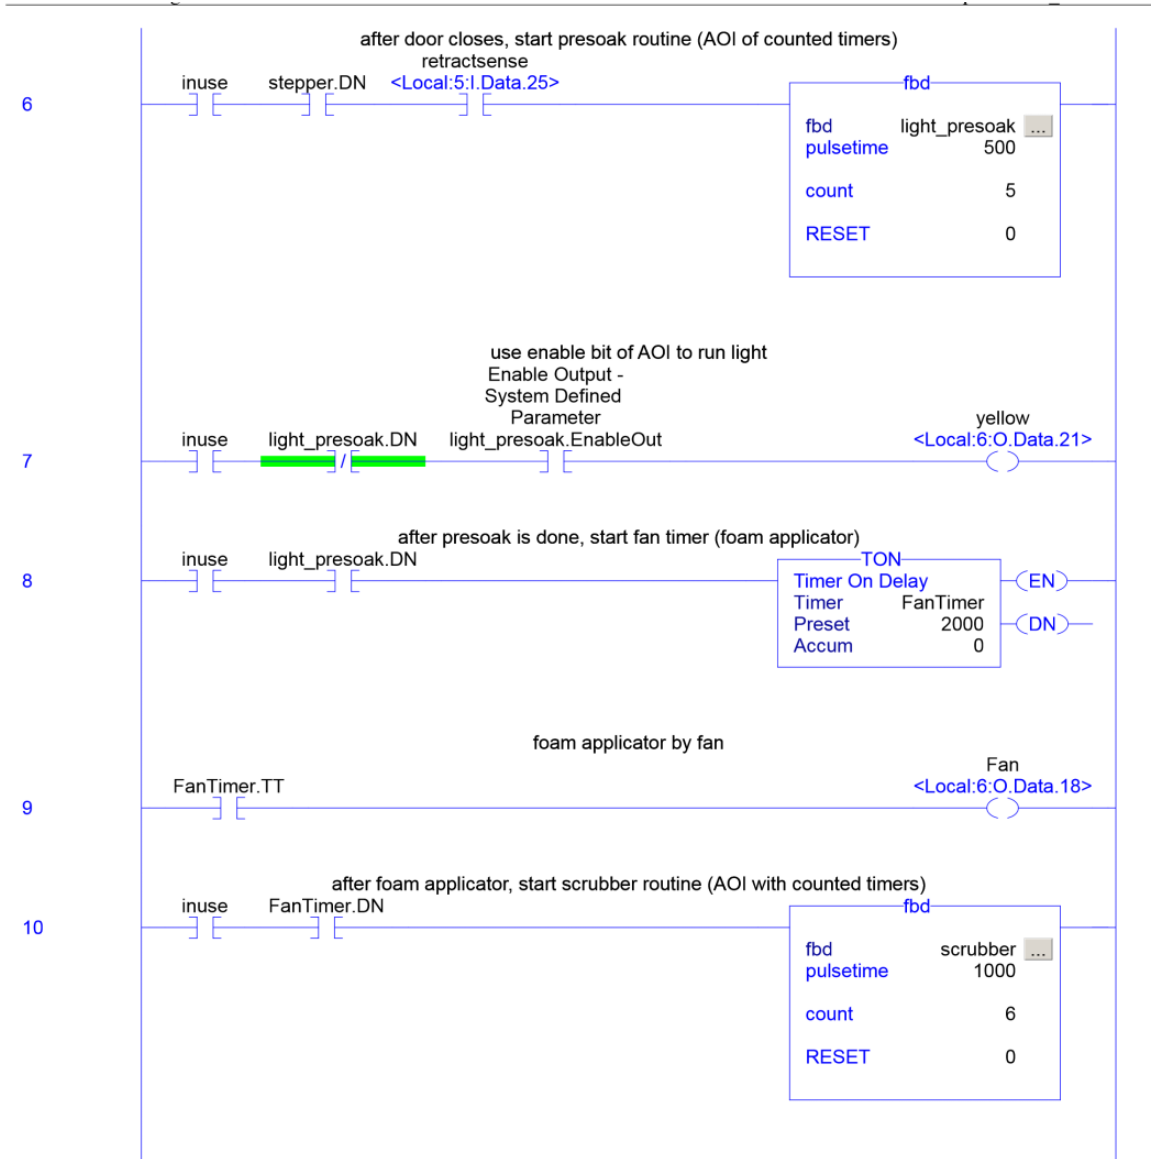 after door closes, start presoak routine (AOI of counted timers)
retractsense
inuse stepper.DN <Local:5:I.Data.25>
fbd
6
fbd light_presoak ...
pulsetime 500
count 5
RESET 0
use enable bit of AOI to run light
Enable Output -
System Defined
Parameter
yellow
inuse light_presoak.DN light_presoak.EnableOut <Local:6:O.Data.21>
7
/
after presoak is done, start fan timer (foam applicator)
inuse light_presoak.DN
TON
8
Timer On Delay EN
Timer FanTimer
Preset 2000 DN
Accum 0
foam applicator by fan
Fan
FanTimer.TT <Local:6:O.Data.18>
9
after foam applicator, start scrubber routine (AOI with counted timers)
inuse FanTimer.DN
fbd
10
fbd scrubber ...
pulsetime 1000
count 6
RESET 0